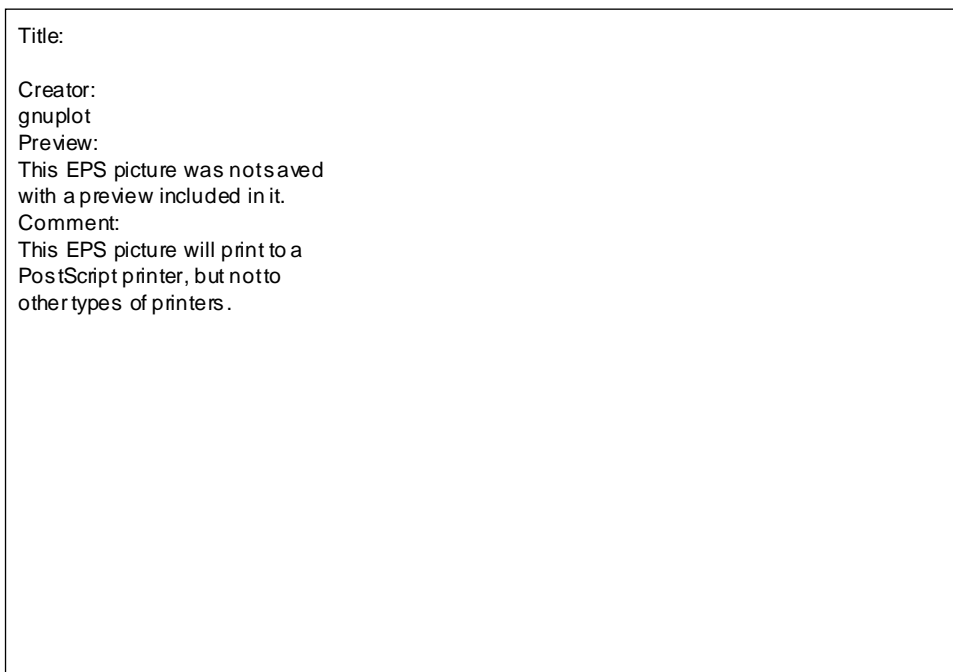 Title:
Creator:
gnuplot
Preview:
This EPS picture was not saved
with a preview included in it.
Comment:
This EPS picture will print to a
PostScript printer, but not to
other types of printers.